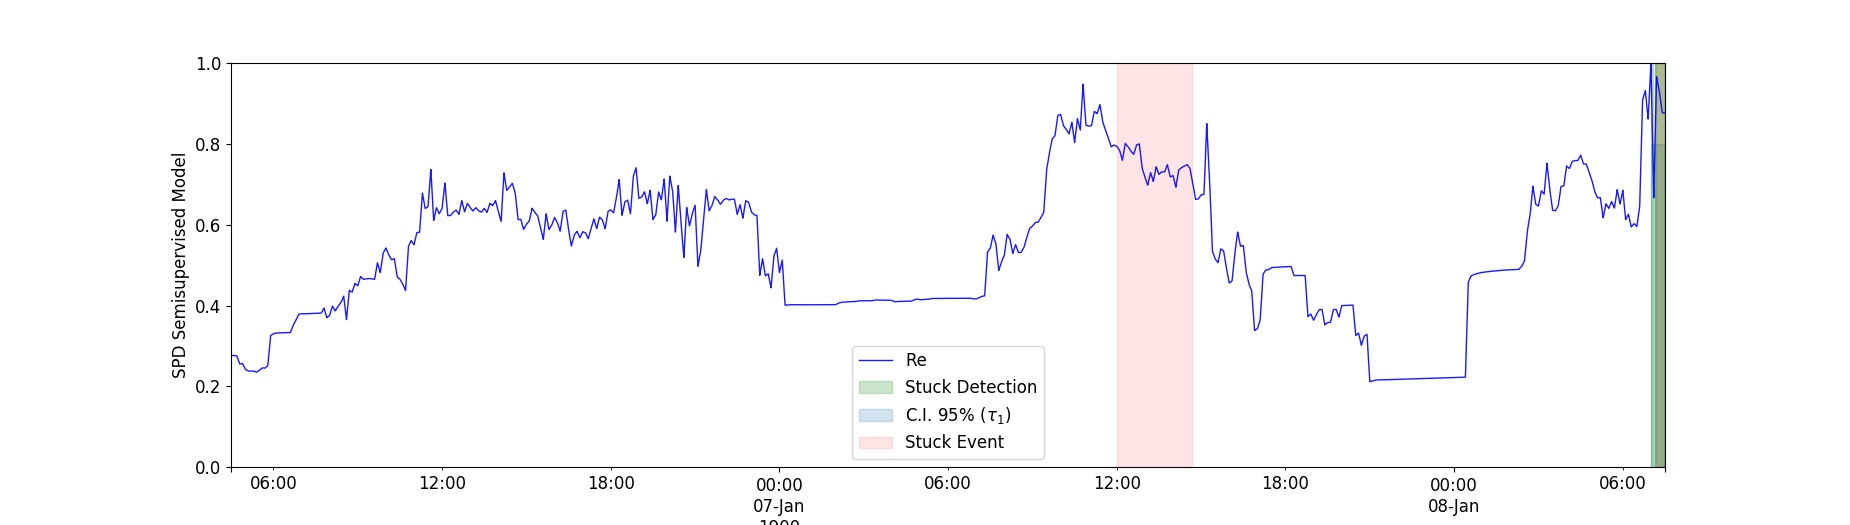 SPD Semisupervised Model
1.0
0.8
0.6
0.4
0.2
0.0
Re
Stuck Detection
C.I. 95% (τ₁)
Stuck Event
06:00 12:00 18:00 00:00 06:00 12:00 18:00 00:00 06:00
07-Jan 08-Jan
1900